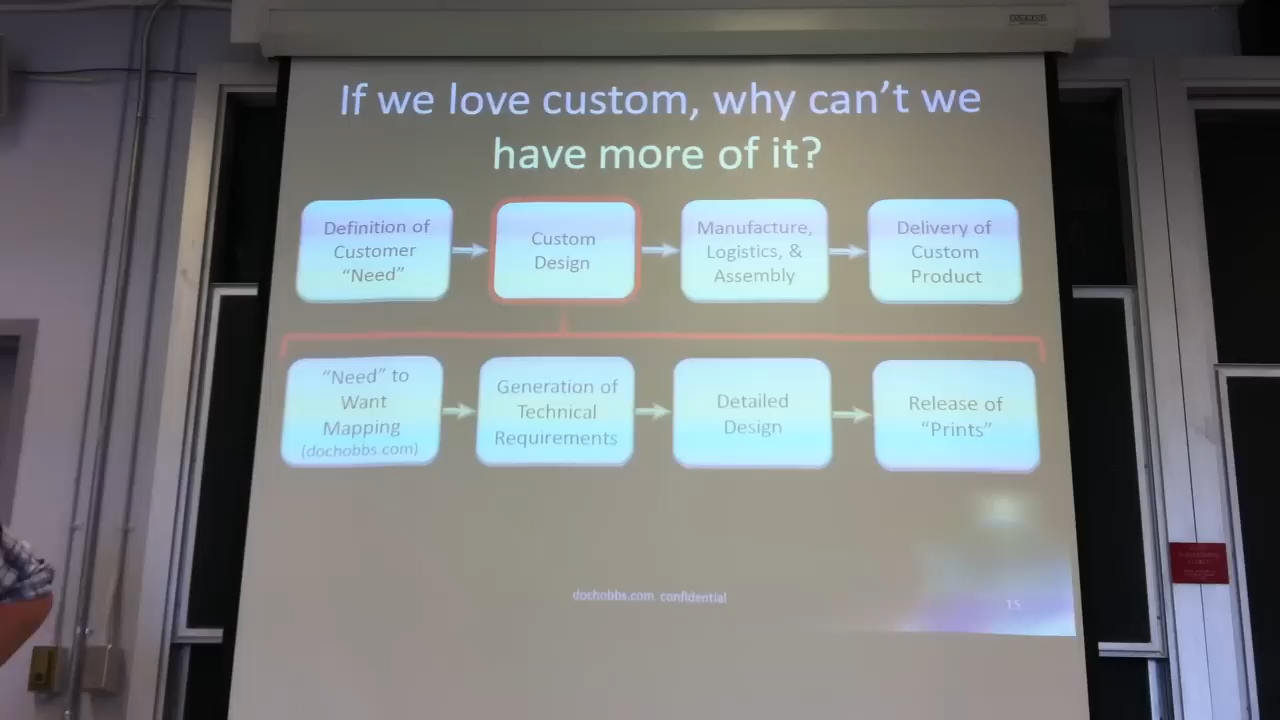 If we love custom, why can't we
have more of it?
Definition of
Customer
"Need"
Custom
Design
Manufacture,
Logistics, &
Assembly
Delivery of
Custom
Product
"Need" to
Want
Mapping
(dochobbs.com)
Generation of
Technical
Requirements
Detailed
Design
Release of
"Prints"
dochobbs.com confidential
15